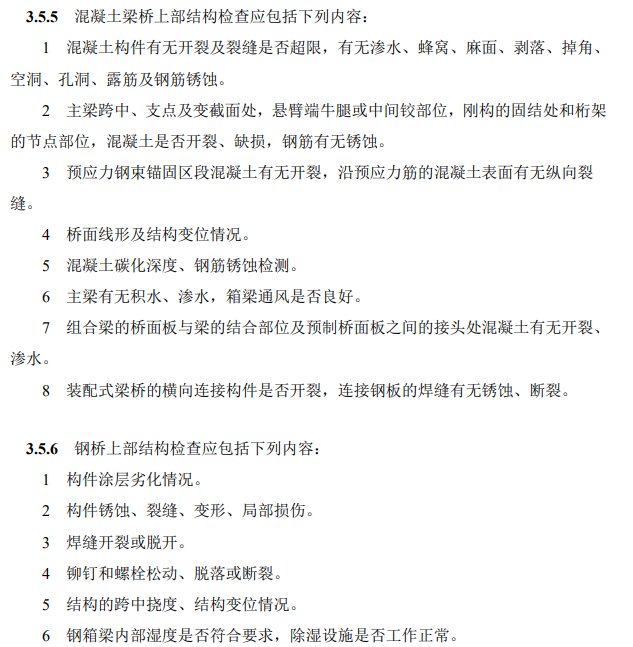 3.5.5 混凝土梁桥上部结构检查应包括下列内容：
1 混凝土构件有无开裂及裂缝是否超限，有无渗水、蜂窝、麻面、剥落、掉角、
空洞、孔洞、露筋及钢筋锈蚀。
2 主梁跨中、支点及变截面处，悬臂端牛腿或中间铰部位，刚构的固结处和桁架
的节点部位，混凝土是否开裂、缺损，钢筋有无锈蚀。
3 预应力钢束锚固区段混凝土有无开裂，沿预应力筋的混凝土表面有无纵向裂
缝。
4 桥面线形及结构变位情况。
5 混凝土碳化深度、钢筋锈蚀检测。
6 主梁有无积水、渗水，箱梁通风是否良好。
7 组合梁的桥面板与梁的结合部位及预制桥面板之间的接头处混凝土有无开裂、
渗水。
8 装配式梁桥的横向连接构件是否开裂，连接钢板的焊缝有无锈蚀、断裂。
3.5.6 钢桥上部结构检查应包括下列内容：
1 构件涂层劣化情况。
2 构件锈蚀、裂缝、变形、局部损伤。
3 焊缝开裂或脱开。
4 铆钉和螺栓松动、脱落或断裂。
5 结构的跨中挠度、结构变位情况。
6 钢箱梁内部湿度是否符合要求，除湿设施是否工作正常。